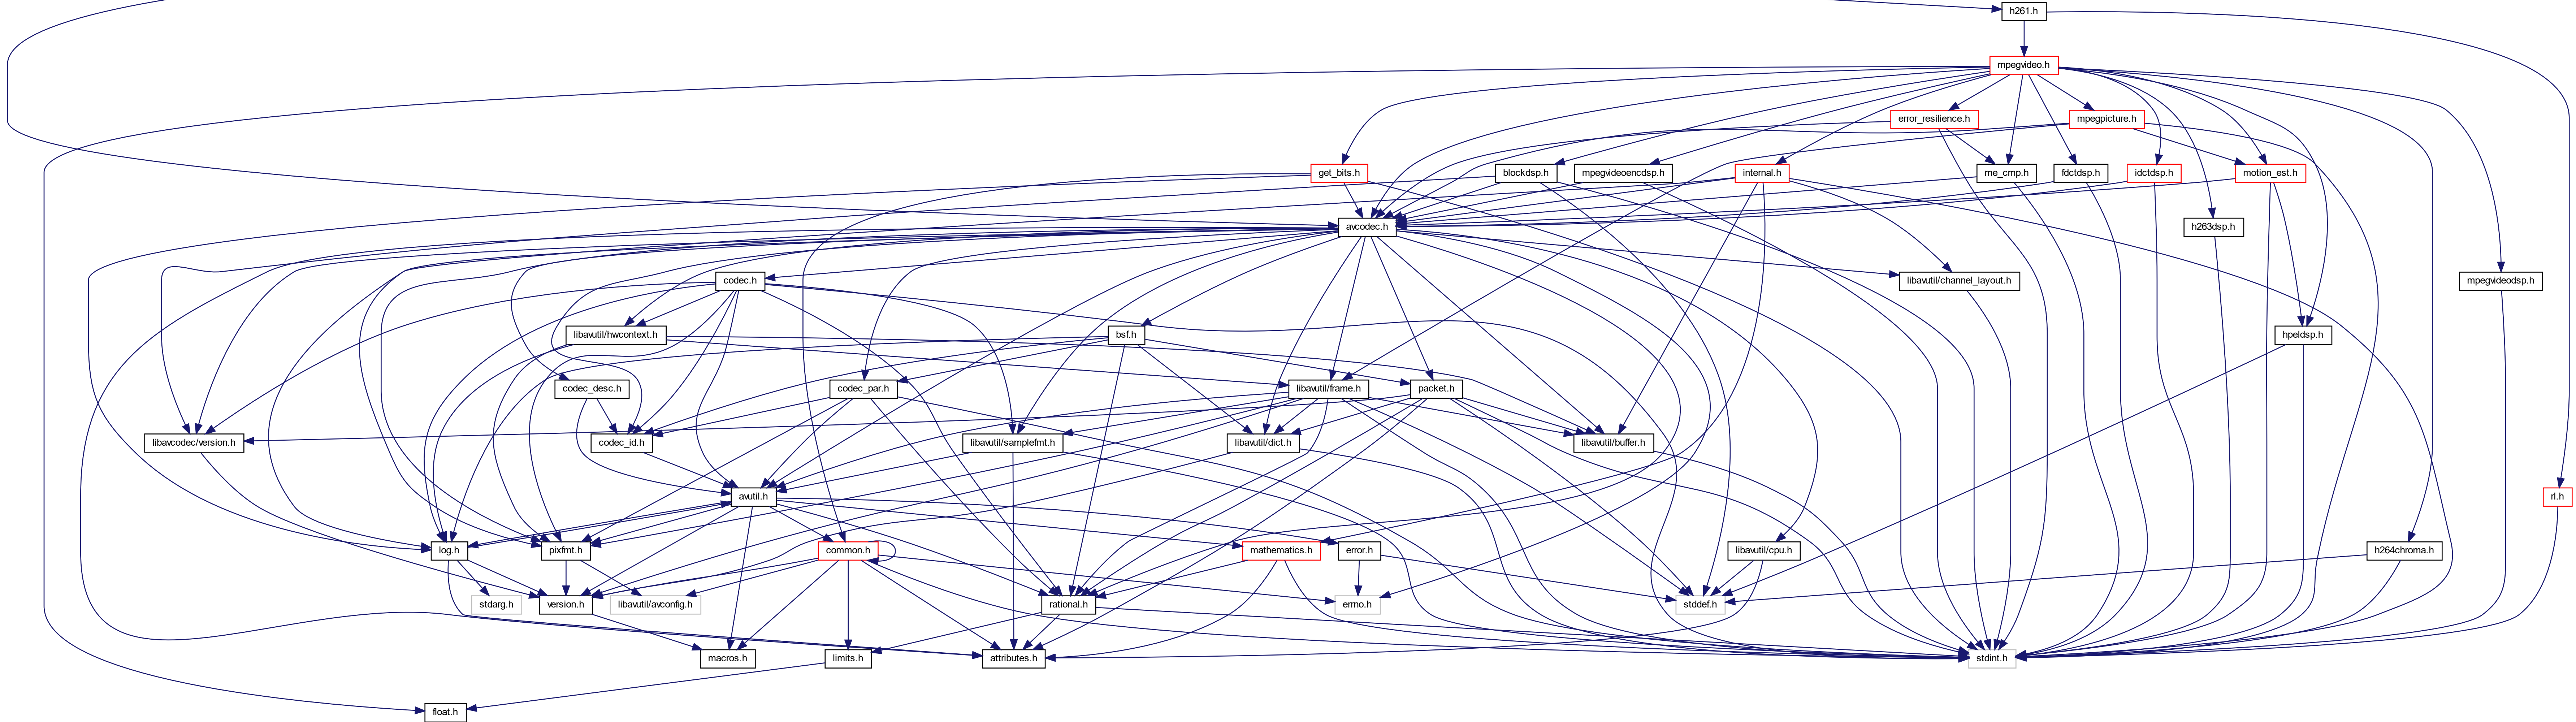 h261.h
mpegvideo.h
error_resilience.h
mpegpicture.h
get_bits.h
blockdsp.h
mpegvideoencdsp.h
internal.h
me_cmp.h
fdctdsp.h
idctdsp.h
motion_est.h
avcodec.h
h263dsp.h
codec.h
libavutil/channel_layout.h
mpegvideodsp.h
libavutil/hwcontext.h
bsf.h
hpeldsp.h
codec_desc.h
codec_par.h
libavutil/frame.h
packet.h
libavcodec/version.h
codec_id.h
libavutil/samplefmt.h
libavutil/dict.h
libavutil/buffer.h
avutil.h
rl.h
log.h
pixfmt.h
common.h
mathematics.h
error.h
libavutil/cpu.h
h264chroma.h
stdarg.h
version.h
libavutil/avconfig.h
rational.h
errno.h
stddef.h
macros.h
limits.h
attributes.h
stdint.h
float.h